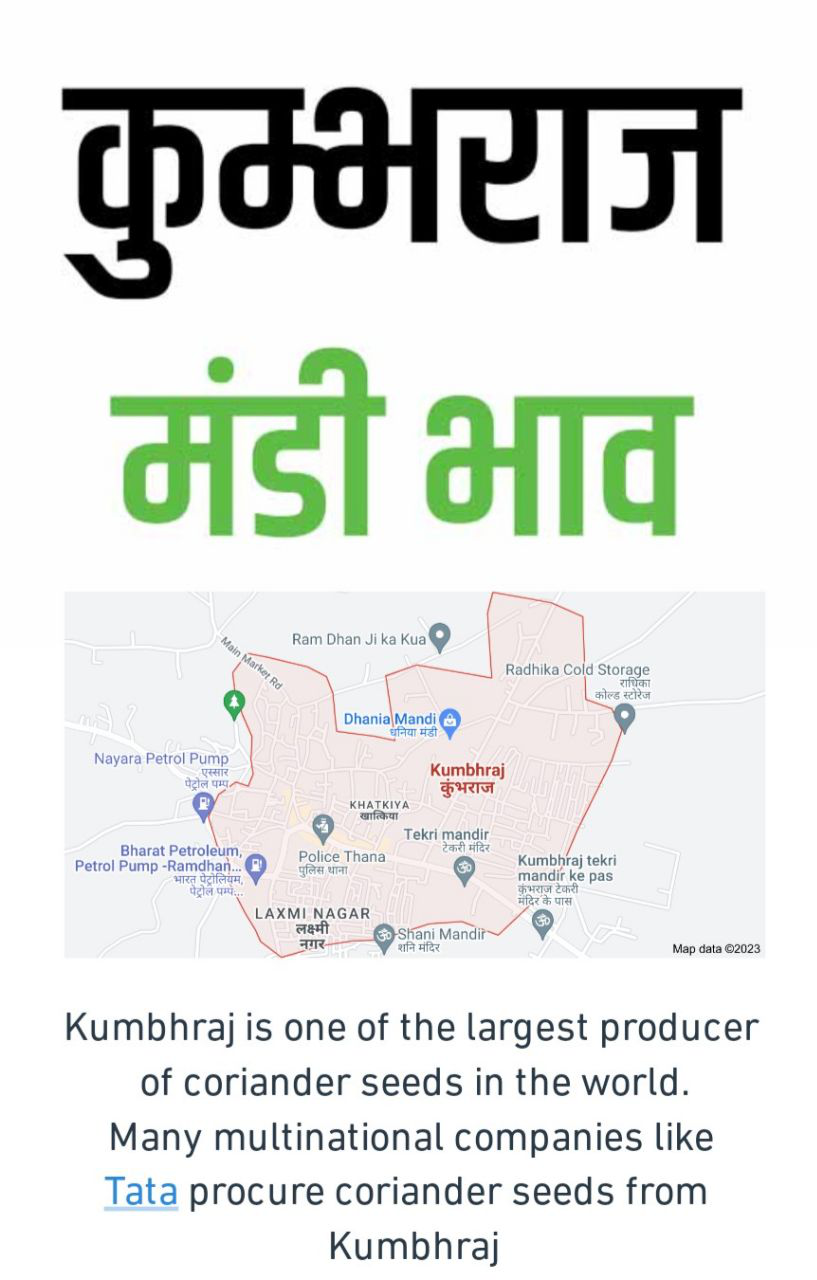 कुम्भराज
मंडी भाव
Main Market Rd
Ram Dhan Ji ka Kua
Radhika Cold Storage
राधिका
कोल्ड स्टोरेज
Dhania Mandi
धनिया मंडी
Nayara Petrol Pump
एस्सार
पेट्रोल पम्प
Kumbhraj
कुंभराज
KHATKIYA
खात्किया
Police Thana
पुलिस थाना
Tekri mandir
टेकरी मंदिर
Bharat Petroleum,
Petrol Pump -Ramdhan...
भारत पेट्रोलियम,
पेट्रोल पम्प-...
Kumbhraj tekri
mandir ke pas
कुंभराज टेकरी
मंदिर के पास
LAXMI NAGAR
लक्ष्मी
नगर
Shani Mandir
शनि मंदिर
Map data ©2023
Kumbhraj is one of the largest producer
of coriander seeds in the world.
Many multinational companies like
Tata procure coriander seeds from
Kumbhraj